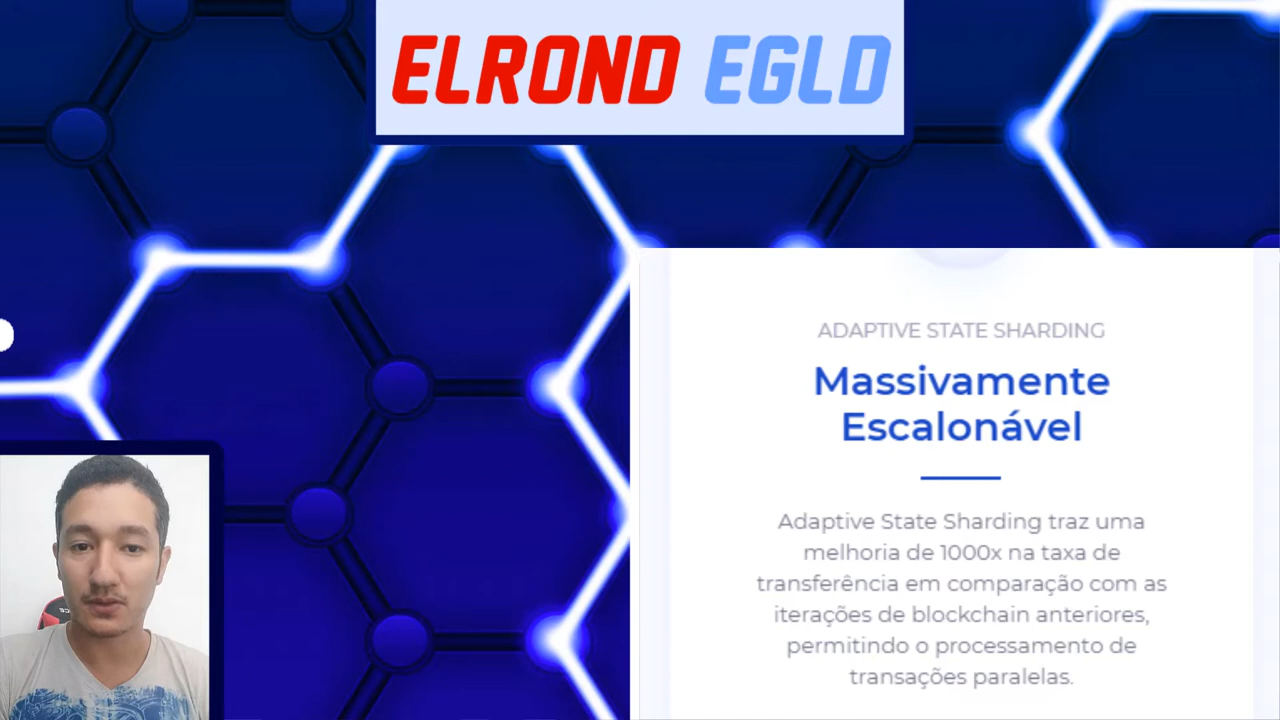 ELROND EGLD
ADAPTIVE STATE SHARDING
Massivamente
Escalonável
Adaptive State Sharding traz uma
melhoria de 1000x na taxa de
transferência em comparação com as
iterações de blockchain anteriores,
permitindo o processamento de
transações paralelas.